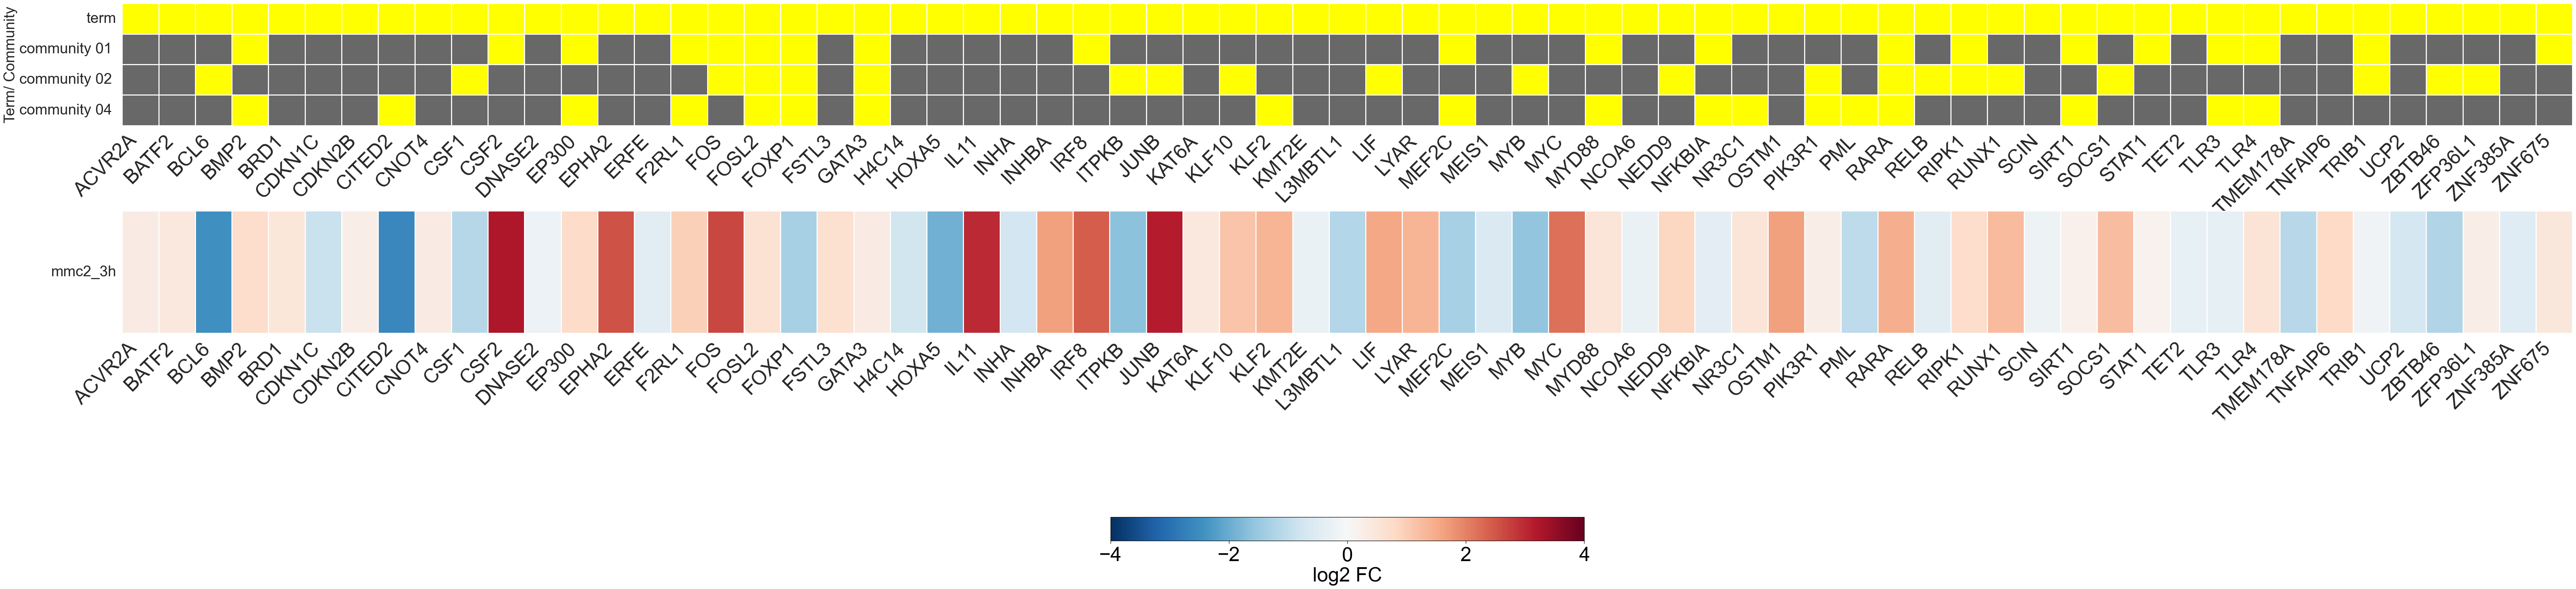 Term/ Community
term
community 01
community 02
community 04
ACVR2A BATF2 BCL6 BMP2 BRD1 CDKN1C CDKN2B CITED2 CNOT4 CSF1 CSF2 DNASE2 EP300 EPHA2 ERFE F2RL1 FOS FOSL2 FOXP1 FSTL3 GATA3 H4C14 HOXA5 IL11 INHA INHBA IRF8 ITPKB JUNB KAT6A KLF10 KLF2 KMT2E L3MBTL1 LIF LYAR MEF2C MEIS1 MYB MYC MYD88 NCOA6 NEDD9 NFKBIA NR3C1 OSTM1 PIK3R1 PML RARA RELB RIPK1 RUNX1 SCIN SIRT1 SOCS1 STAT1 TET2 TLR3 TLR4 TMEM178A TNFAIP6 TRIB1 UCP2 ZBTB46 ZFP36L1 ZNF385A ZNF675
mmc2_3h
ACVR2A BATF2 BCL6 BMP2 BRD1 CDKN1C CDKN2B CITED2 CNOT4 CSF1 CSF2 DNASE2 EP300 EPHA2 ERFE F2RL1 FOS FOSL2 FOXP1 FSTL3 GATA3 H4C14 HOXA5 IL11 INHA INHBA IRF8 ITPKB JUNB KAT6A KLF10 KLF2 KMT2E L3MBTL1 LIF LYAR MEF2C MEIS1 MYB MYC MYD88 NCOA6 NEDD9 NFKBIA NR3C1 OSTM1 PIK3R1 PML RARA RELB RIPK1 RUNX1 SCIN SIRT1 SOCS1 STAT1 TET2 TLR3 TLR4 TMEM178A TNFAIP6 TRIB1 UCP2 ZBTB46 ZFP36L1 ZNF385A ZNF675
−4 −2 0 2 4
log2 FC